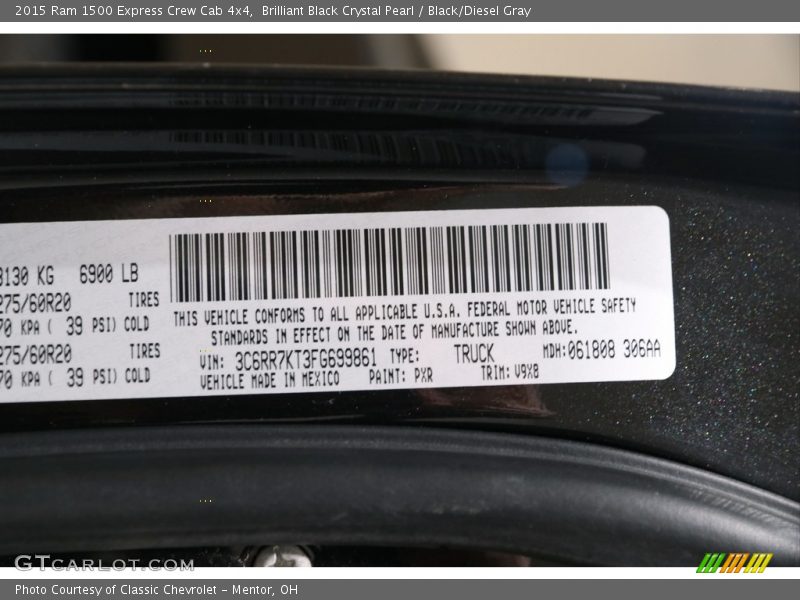 2015 Ram 1500 Express Crew Cab 4x4, Brilliant Black Crystal Pearl / Black/Diesel Gray
3130 KG 6900 LB
275/60R20 TIRES
70 KPA ( 39 PSI) COLD
275/60R20 TIRES
70 KPA ( 39 PSI) COLD
THIS VEHICLE CONFORMS TO ALL APPLICABLE U.S.A. FEDERAL MOTOR VEHICLE SAFETY
STANDARDS IN EFFECT ON THE DATE OF MANUFACTURE SHOWN ABOVE.
VIN: 3C6RR7KT3FG699861 TYPE: TRUCK MDH:061808 306AA
VEHICLE MADE IN MEXICO PAINT: PXR TRIM: V9X8
GTCARLOT.COM
Photo Courtesy of Classic Chevrolet - Mentor, OH